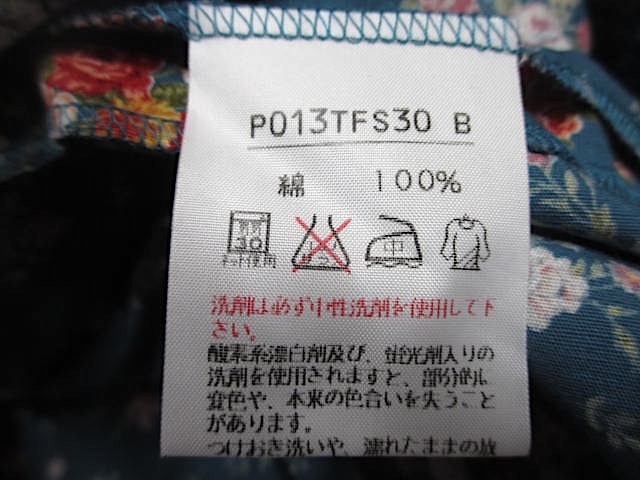 P013TFS30 B
綿 100%
30 中
ネット使用
洗剤は必ず中性洗剤を使用して下
さい。
酸素系漂白剤及び、蛍光剤入りの
洗剤を使用されますと、部分的に
変色や、本来の色合いを失うこと
があります。
つけおき洗いや、濡れたままの放